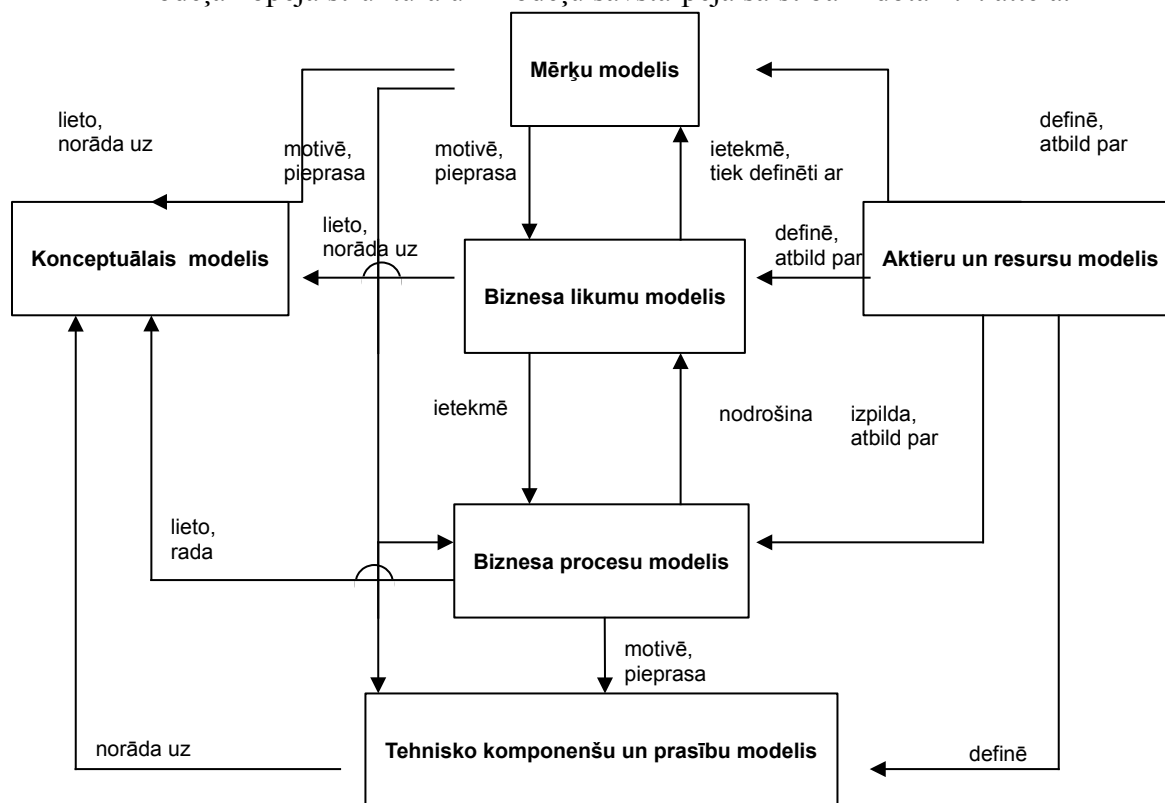 Mērķu modelis
lieto,
norāda uz
motivē,
pieprasa
motivē,
pieprasa
ietekmē,
tiek definēti ar
definē,
atbild par
Konceptuālais modelis
lieto,
norāda uz
Biznesa likumu modelis
definē,
atbild par
Aktieru un resursu modelis
ietekmē
nodrošina
izpilda,
atbild par
lieto,
rada
Biznesa procesu modelis
motivē,
pieprasa
norāda uz
Tehnisko komponenšu un prasību modelis
definē